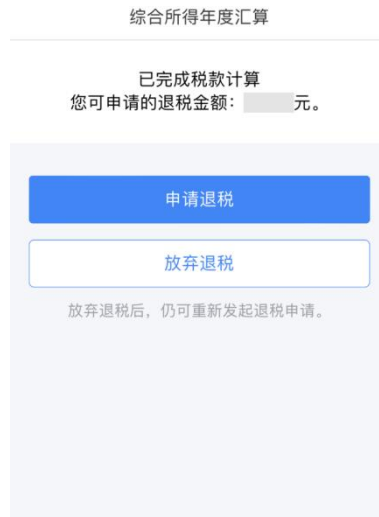 综合所得年度汇算
已完成税款计算
您可申请的退税金额： 元。
申请退税
放弃退税
放弃退税后，仍可重新发起退税申请。